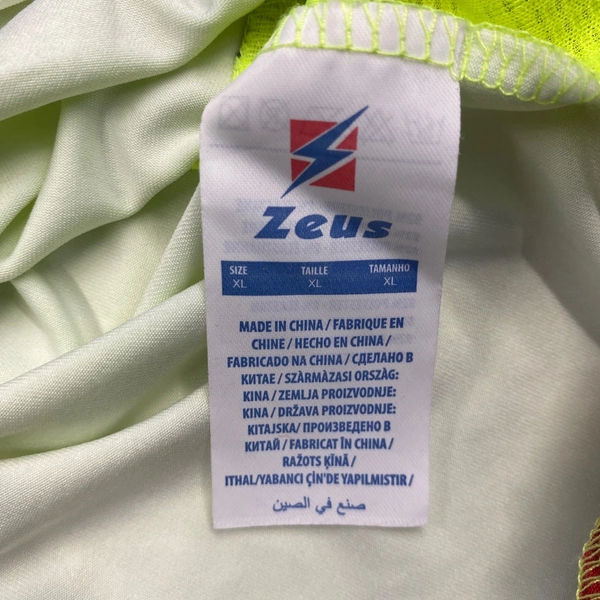 Zeus
SIZE TAILLE TAMANHO
XL XL XL
MADE IN CHINA / FABRIQUE EN
CHINE / HECHO EN CHINA /
FABRICADO NA CHINA / СДЕЛАНО В
КИТАЕ / SZÀRMÀZASI ORSZÀG:
KINA / ZEMLJA PROIZVODNJE:
KINA / DRŽAVA PROIZVODNJE:
KITAJSKA/ ПРОИЗВЕДЕНО В
КИТАЙ / FABRICAT ÎN CHINA /
RAŽOTS ĶĪNĀ /
ITHAL/YABANCI ÇİN'DE YAPILMISTIR /
صنع في الصين